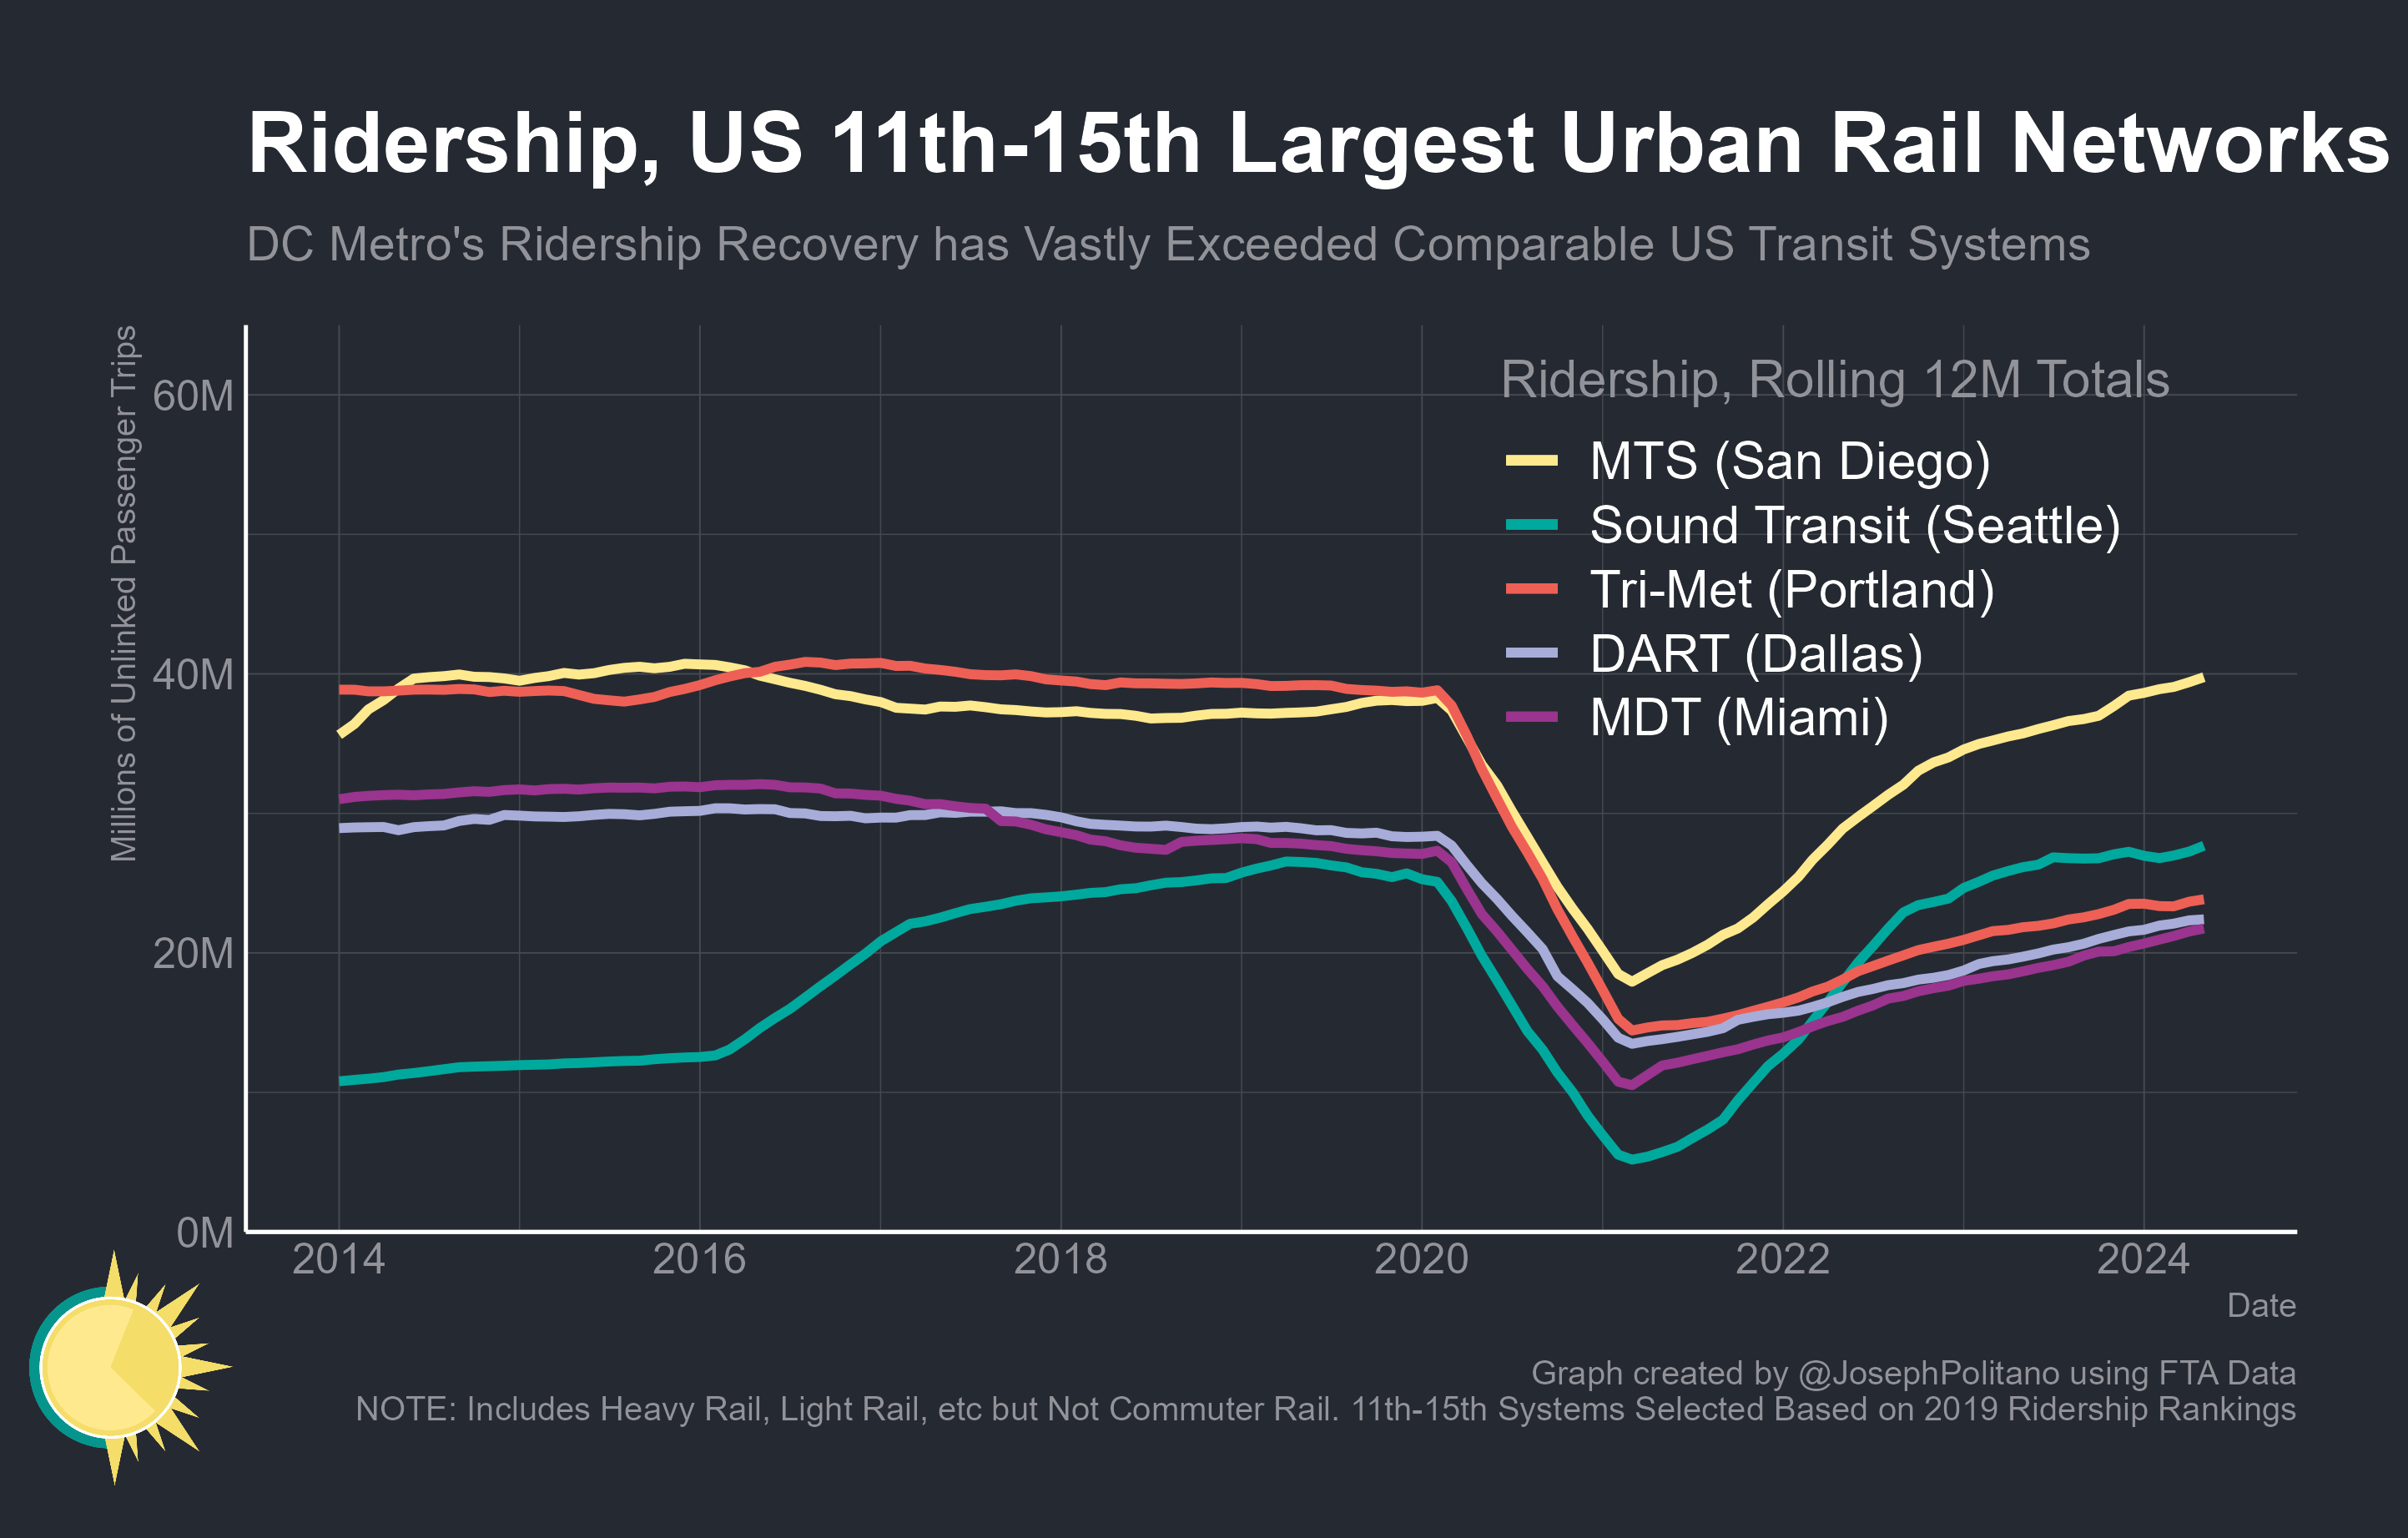 Ridership, US 11th-15th Largest Urban Rail Networks
DC Metro's Ridership Recovery has Vastly Exceeded Comparable US Transit Systems
Millions of Unlinked Passenger Trips
60M
40M
20M
0M
Ridership, Rolling 12M Totals
MTS (San Diego)
Sound Transit (Seattle)
Tri-Met (Portland)
DART (Dallas)
MDT (Miami)
2014 2016 2018 2020 2022 2024
Date
Graph created by @JosephPolitano using FTA Data
NOTE: Includes Heavy Rail, Light Rail, etc but Not Commuter Rail. 11th-15th Systems Selected Based on 2019 Ridership Rankings